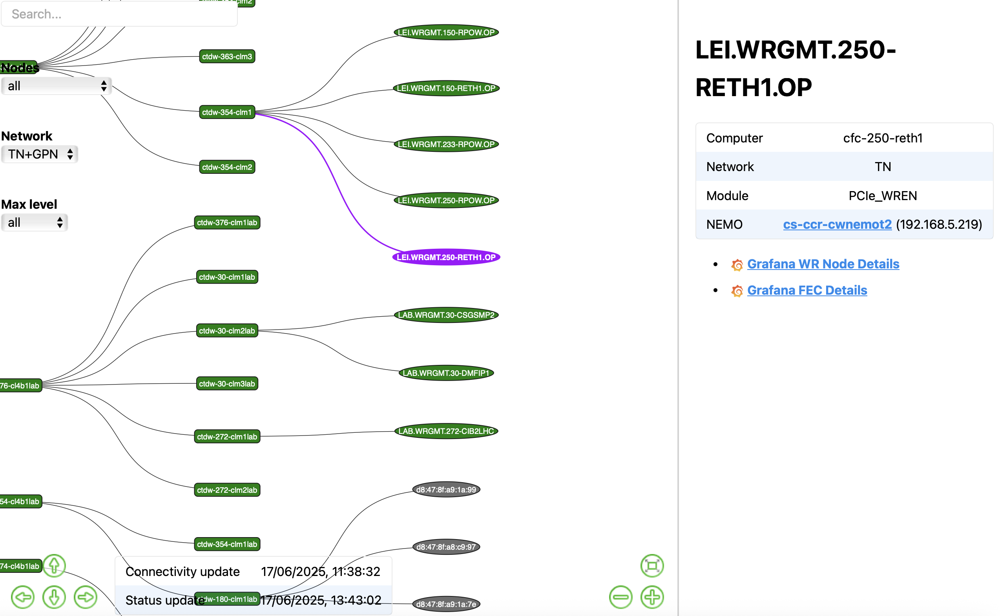 Search...
Nodes
all
Network
TN+GPN
Max level
all
ctdw-363-clm3
ctdw-354-clm1
ctdw-354-clm2
LEI.WRGMT.150-RPOW.OP
LEI.WRGMT.150-RETH1.OP
LEI.WRGMT.233-RPOW.OP
LEI.WRGMT.250-RPOW.OP
LEI.WRGMT.250-RETH1.OP
76-cl4b1lab
ctdw-376-clm1lab
ctdw-30-clm1lab
ctdw-30-clm2lab
ctdw-30-clm3lab
ctdw-272-clm1lab
ctdw-272-clm2lab
LAB.WRGMT.30-CSGSMP2
LAB.WRGMT.30-DMFIP1
LAB.WRGMT.272-CIB2LHC
54-cl4b1lab
ctdw-354-clm1lab
ctdw-180-clm1lab
d8:47:8f:a9:1a:99
d8:47:8f:a8:c9:97
d8:47:8f:a9:1a:7e
74-cl4b1lab
Connectivity update 17/06/2025, 11:38:32
Status update 17/06/2025, 13:43:02
LEI.WRGMT.250-
RETH1.OP
Computer cfc-250-reth1
Network TN
Module PCIe_WREN
NEMO cs-ccr-cwnemot2 (192.168.5.219)
Grafana WR Node Details
Grafana FEC Details